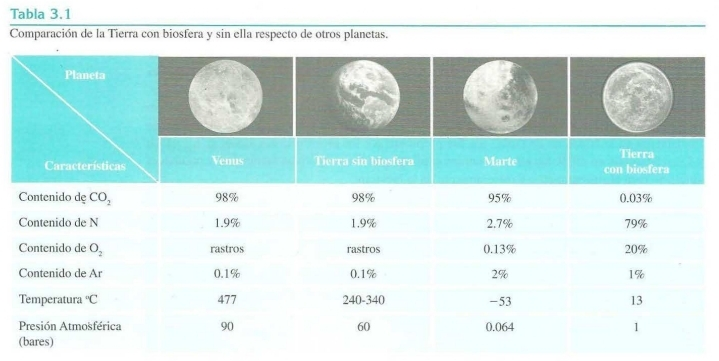 Tabla 3.1
Comparación de la Tierra con biosfera y sin ella respecto de otros planetas.
Planeta
Características
Venus
Tierra sin biosfera
Marte
Tierra
con biosfera
Contenido de CO₂ 98% 98% 95% 0.03%
Contenido de N 1.9% 1.9% 2.7% 79%
Contenido de O₂ rastros rastros 0.13% 20%
Contenido de Ar 0.1% 0.1% 2% 1%
Temperatura °C 477 240-340 −53 13
Presión Atmosférica 90 60 0.064 1
(bares)